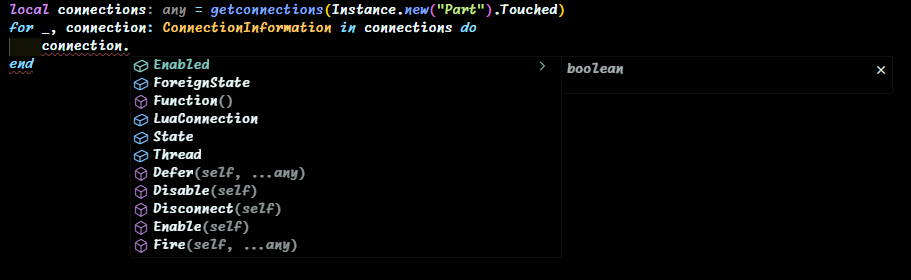 local connections: any = getconnections(Instance.new("Part").Touched)
for _, connection: ConnectionInformation in connections do
connection.
end
Enabled
boolean
ForeignState
Function()
LuaConnection
State
Thread
Defer(self, ...any)
Disable(self)
Disconnect(self)
Enable(self)
Fire(self, ...any)